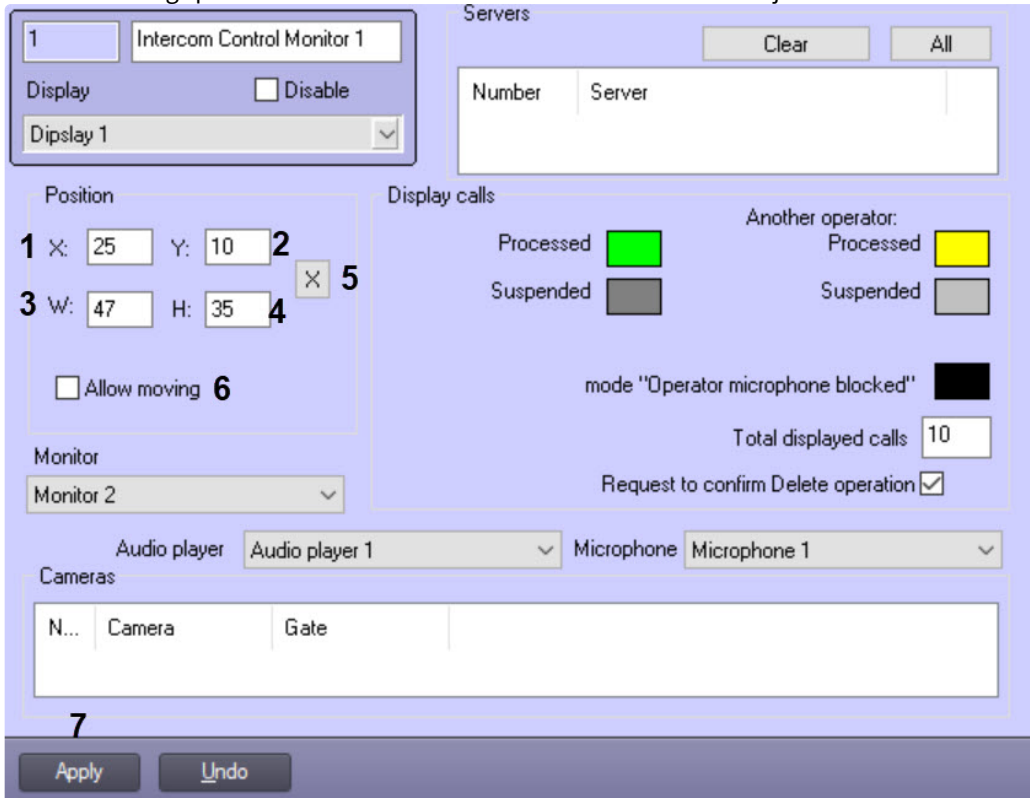 1 Intercom Control Monitor 1
Display Disable
Dipslay 1
Servers
Clear All
Number Server
Position
1 X: 25 Y: 10 2
X 5
3 W: 47 H: 35 4
Allow moving 6
Monitor
Monitor 2
Display calls
Another operator:
Processed Processed
Suspended Suspended
mode "Operator microphone blocked"
Total displayed calls 10
Request to confirm Delete operation
Audio player Audio player 1 Microphone Microphone 1
Cameras
N... Camera Gate
7
Apply Undo